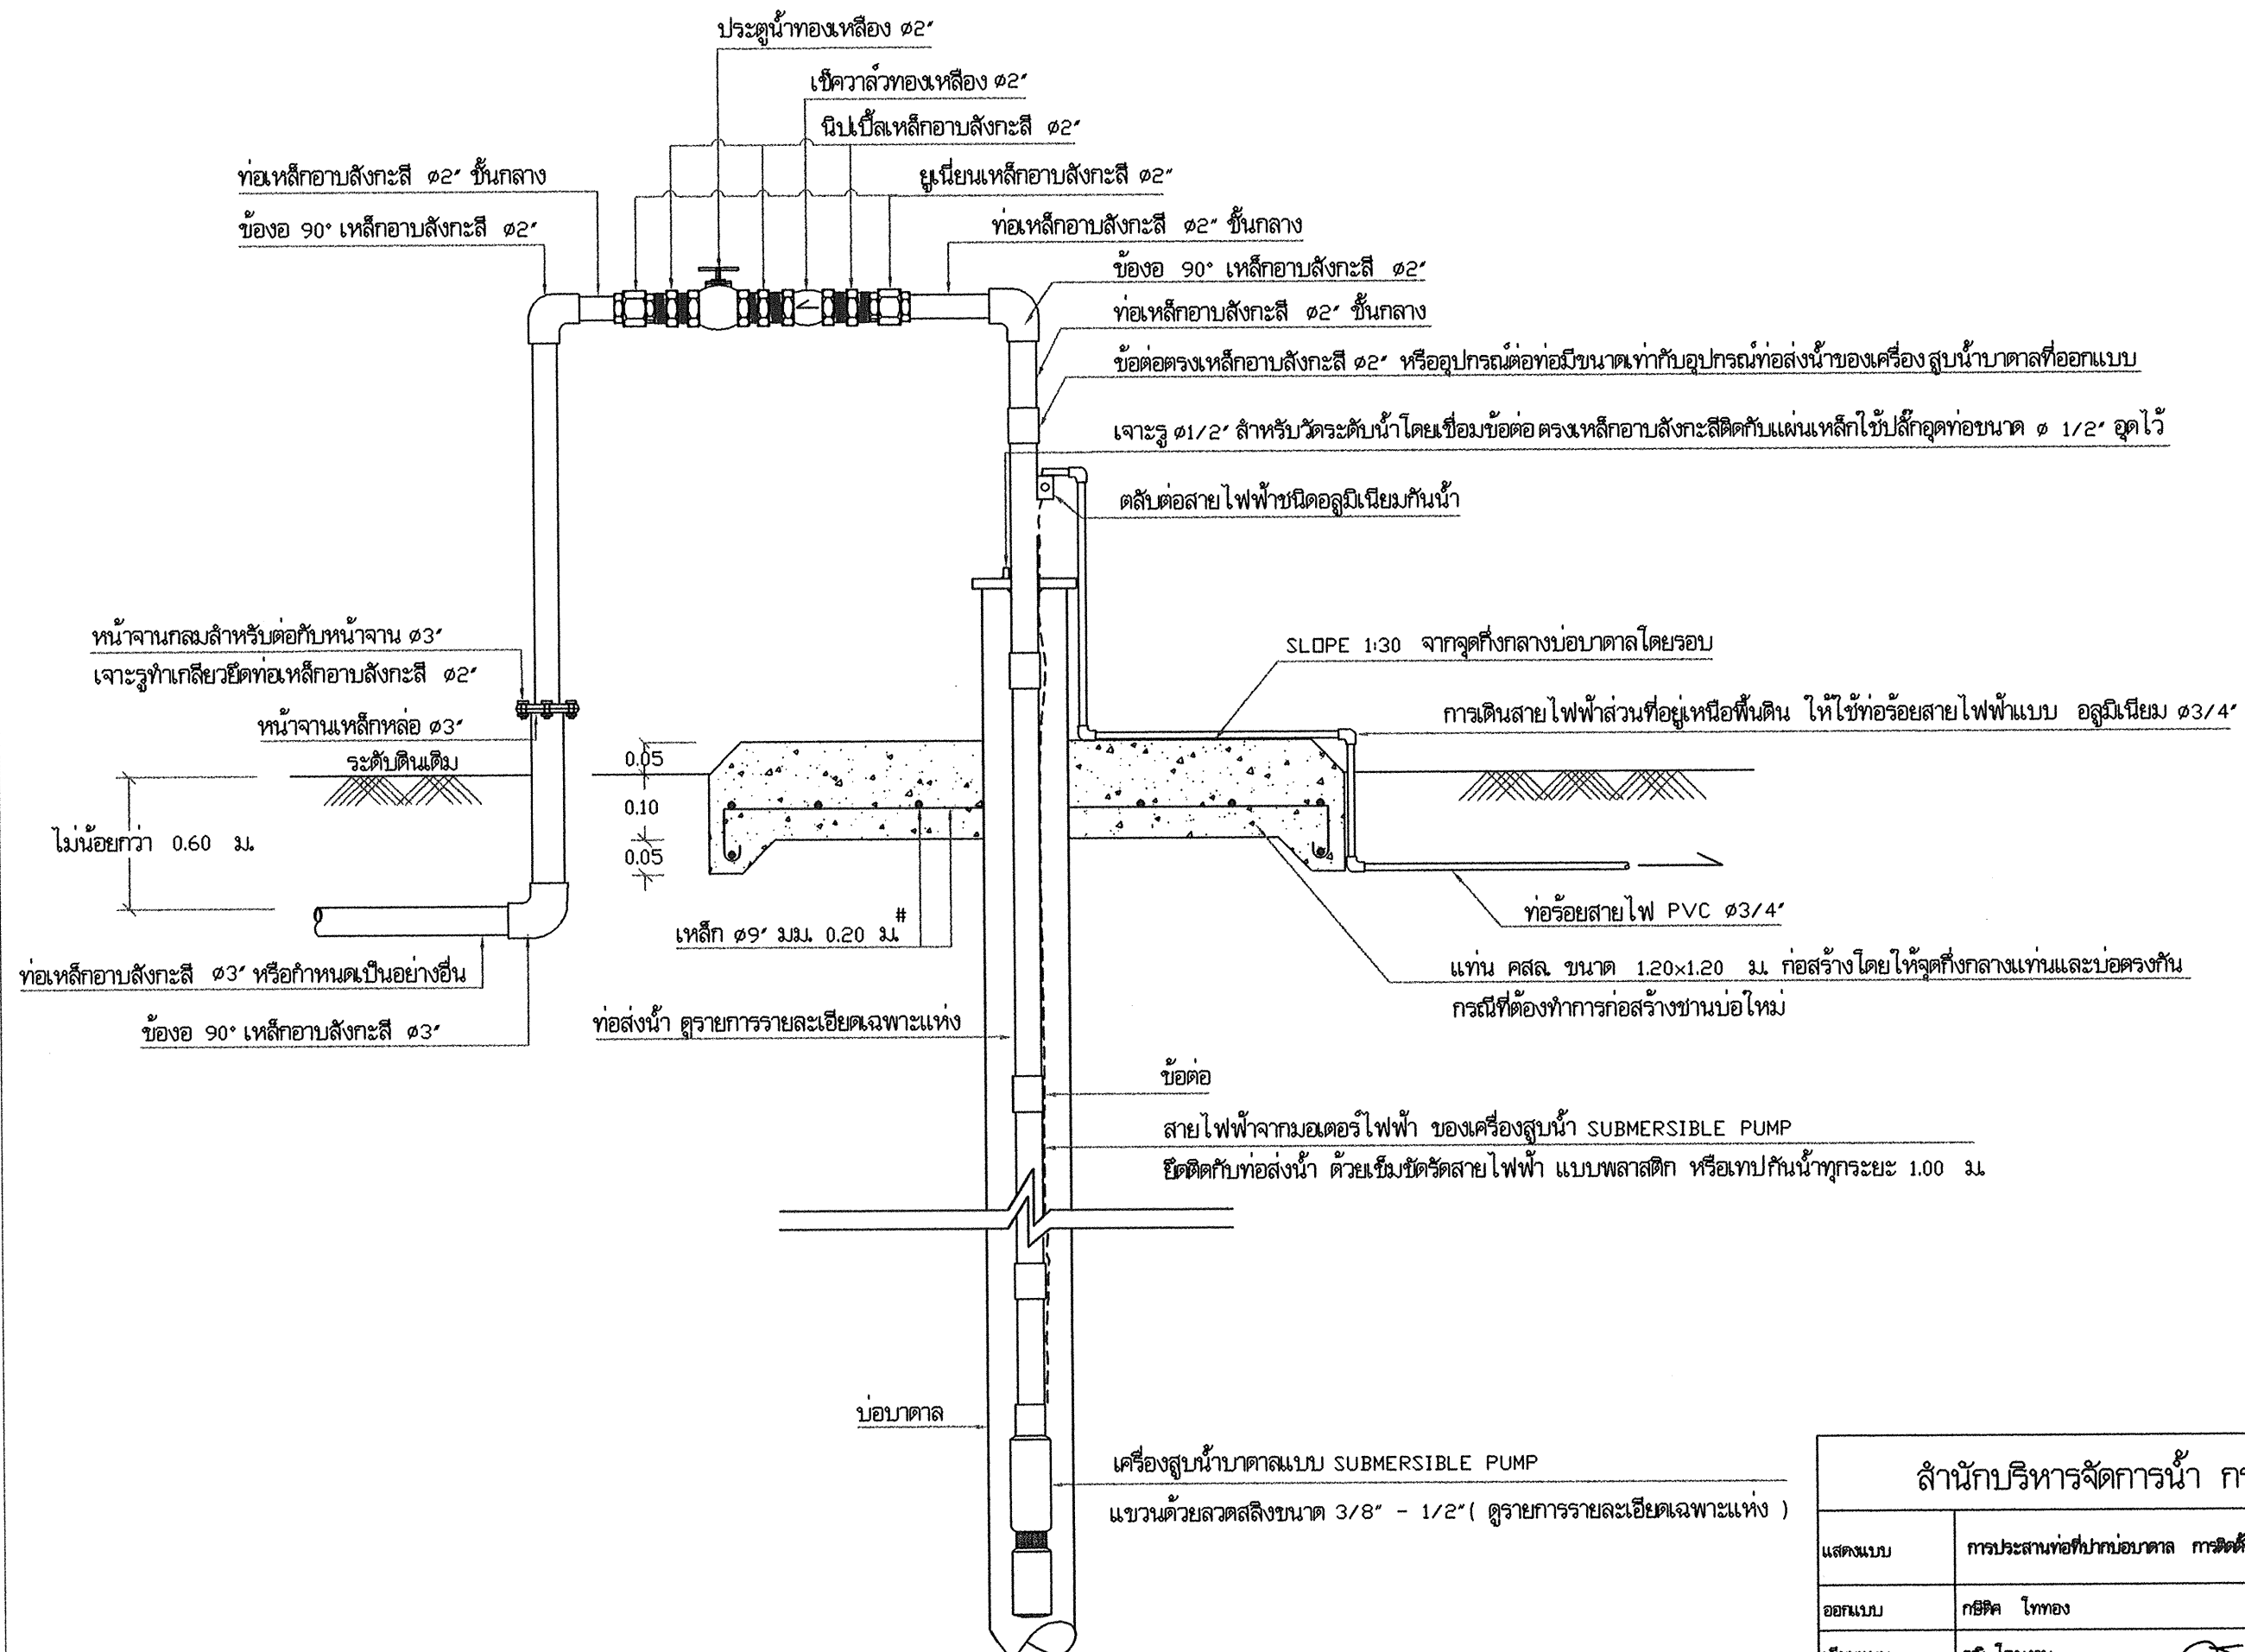 ประตูน้ำทองเหลือง ø2"
เช็ควาล์วทองเหลือง ø2"
นิปเปิ้ลเหล็กอาบสังกะสี ø2"
ท่อเหล็กอาบสังกะสี ø2" ชั้นกลาง
ยูเนี่ยนเหล็กอาบสังกะสี ø2"
ข้องอ 90° เหล็กอาบสังกะสี ø2"
ท่อเหล็กอาบสังกะสี ø2" ชั้นกลาง
ข้องอ 90° เหล็กอาบสังกะสี ø2"
ท่อเหล็กอาบสังกะสี ø2" ชั้นกลาง
ข้อต่อตรงเหล็กอาบสังกะสี ø2" หรืออุปกรณ์ต่อท่อมีขนาดเท่ากับอุปกรณ์ท่อส่งน้ำของเครื่องสูบน้ำบาดาลที่ออกแบบ
เจาะรู ø1/2" สำหรับวัดระดับน้ำโดยเชื่อมข้อต่อตรงเหล็กอาบสังกะสีติดกับแผ่นเหล็กใช้ปลั๊กอุดท่อขนาด ø 1/2" อุดไว้
ตลับต่อสายไฟฟ้าชนิดอลูมิเนียมกันน้ำ
หน้าจานกลมสำหรับต่อกับหน้าจาน ø3"
เจาะรูทำเกลียวยึดท่อเหล็กอาบสังกะสี ø2"
SLOPE 1:30 จากจุดกึ่งกลางบ่อบาดาลโดยรอบ
หน้าจานเหล็กหล่อ ø3"
การเดินสายไฟฟ้าส่วนที่อยู่เหนือพื้นดิน ให้ใช้ท่อร้อยสายไฟฟ้าแบบ อลูมิเนียม ø3/4"
ระดับดินเดิม
0.05
0.10
0.05
ไม่น้อยกว่า 0.60 ม.
เหล็ก ø9" มม. 0.20 ม.#
ท่อร้อยสายไฟ PVC ø3/4"
ท่อเหล็กอาบสังกะสี ø3" หรือกำหนดเป็นอย่างอื่น
แท่น คสล. ขนาด 1.20x1.20 ม. ก่อสร้างโดยให้จุดกึ่งกลางแท่นและบ่อตรงกัน
กรณีที่ต้องทำการก่อสร้างชานบ่อใหม่
ข้องอ 90° เหล็กอาบสังกะสี ø3"
ท่อส่งน้ำ ดูรายการรายละเอียดเฉพาะแห่ง
ข้อต่อ
สายไฟฟ้าจากมอเตอร์ไฟฟ้า ของเครื่องสูบน้ำ SUBMERSIBLE PUMP
ยึดติดกับท่อส่งน้ำ ด้วยเข็มขัดรัดสายไฟฟ้า แบบพลาสติก หรือเทปกันน้ำทุกระยะ 1.00 ม.
บ่อบาดาล
เครื่องสูบน้ำบาดาลแบบ SUBMERSIBLE PUMP
แขวนด้วยลวดสลิงขนาด 3/8" - 1/2"( ดูรายการรายละเอียดเฉพาะแห่ง )
สำนักบริหารจัดการน้ำ
แสดงแบบ การประสานท่อที่ปากบ่อบาดาล
ออกแบบ โททอง